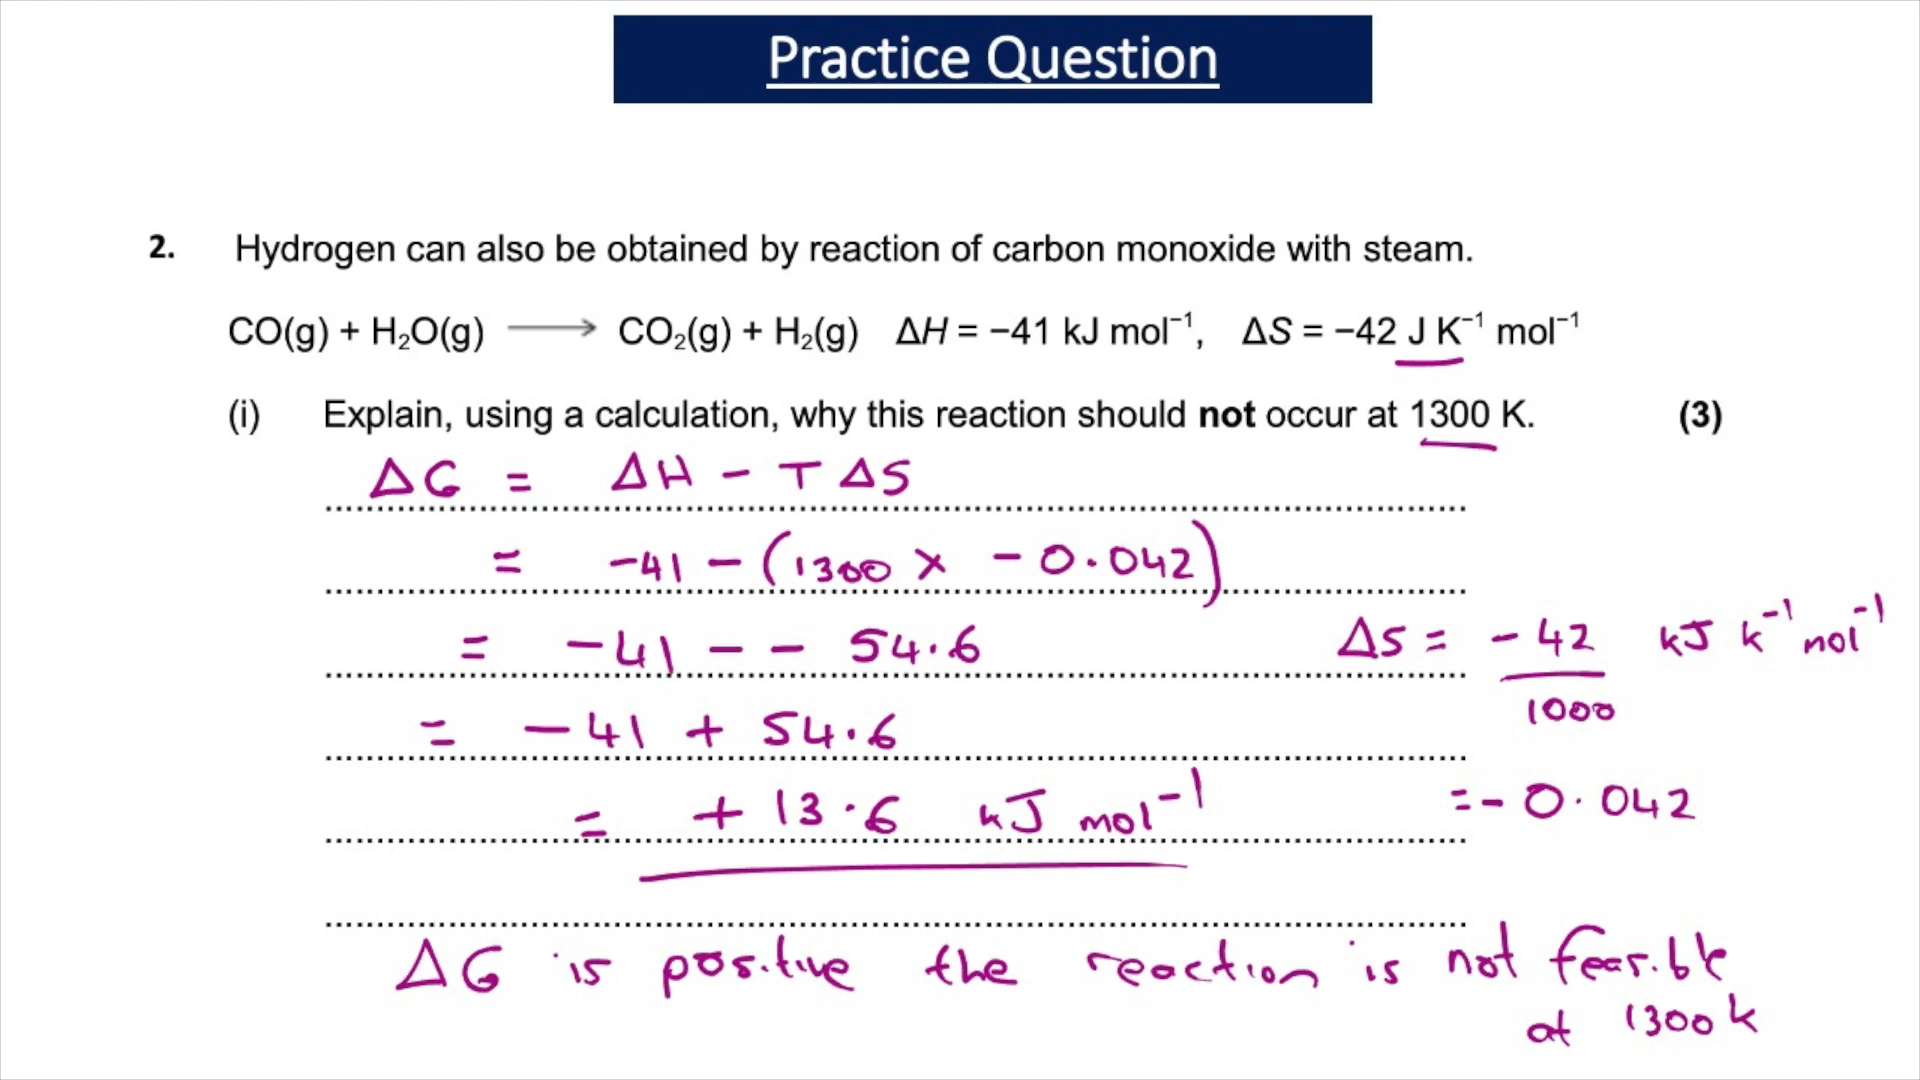 Practice Question
2. Hydrogen can also be obtained by reaction of carbon monoxide with steam.
CO(g) + H₂O(g) ⟶ CO₂(g) + H₂(g) ΔH = −41 kJ mol⁻¹, ΔS = −42 J K⁻¹ mol⁻¹
(i) Explain, using a calculation, why this reaction should not occur at 1300 K. (3)
ΔG = ΔH - TΔS
= -41 - (1300 x - 0.042)
= -41 - - 54.6
= -41 + 54.6
= + 13.6 kJ mol⁻¹
ΔS = -42/1000 kJ k⁻¹ mol⁻¹
= - 0.042
ΔG is positive the reaction is not feasible
at 1300k